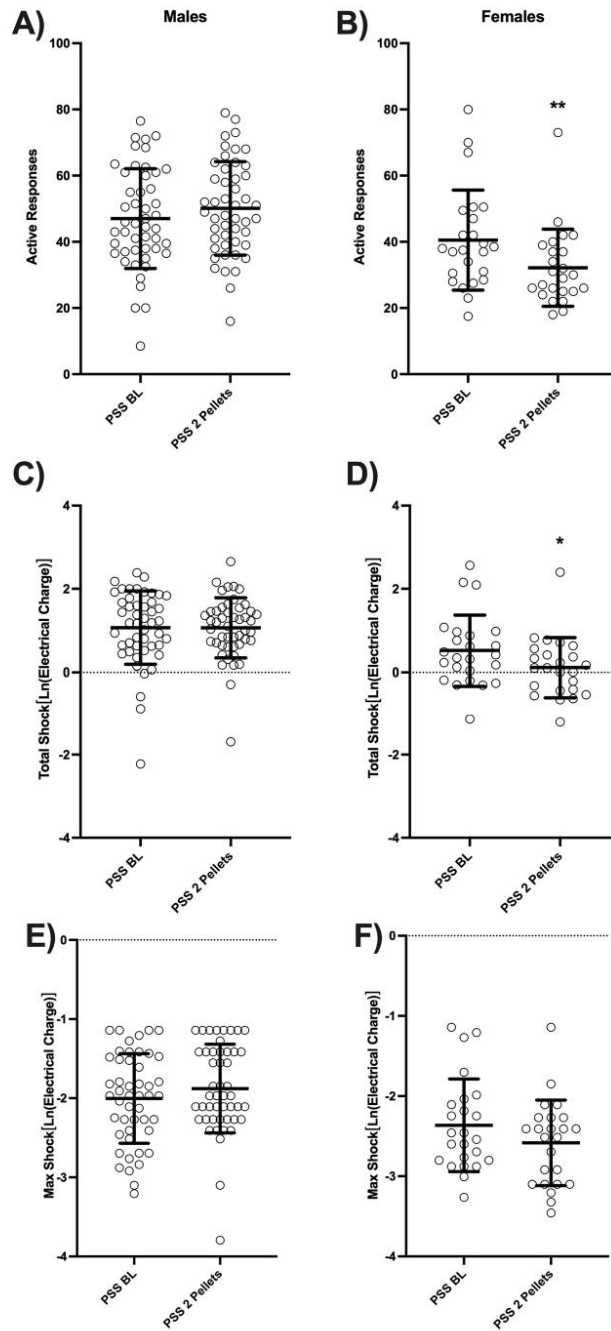 A) Males
B) Females
Active Responses
100
80
60
40
20
0
PSS BL
PSS 2 Pellets
Active Responses
100
80
60
40
20
0
**
PSS BL
PSS 2 Pellets
C)
D)
Total Shock[Ln(Electrical Charge)]
4
2
0
-2
-4
PSS BL
PSS 2 Pellets
Total Shock[Ln(Electrical Charge)]
4
2
0
-2
-4
*
PSS BL
PSS 2 Pellets
E)
F)
Max Shock[Ln(Electrical Charge)]
0
-1
-2
-3
-4
PSS BL
PSS 2 Pellets
Max Shock[Ln(Electrical Charge)]
0
-1
-2
-3
-4
PSS BL
PSS 2 Pellets